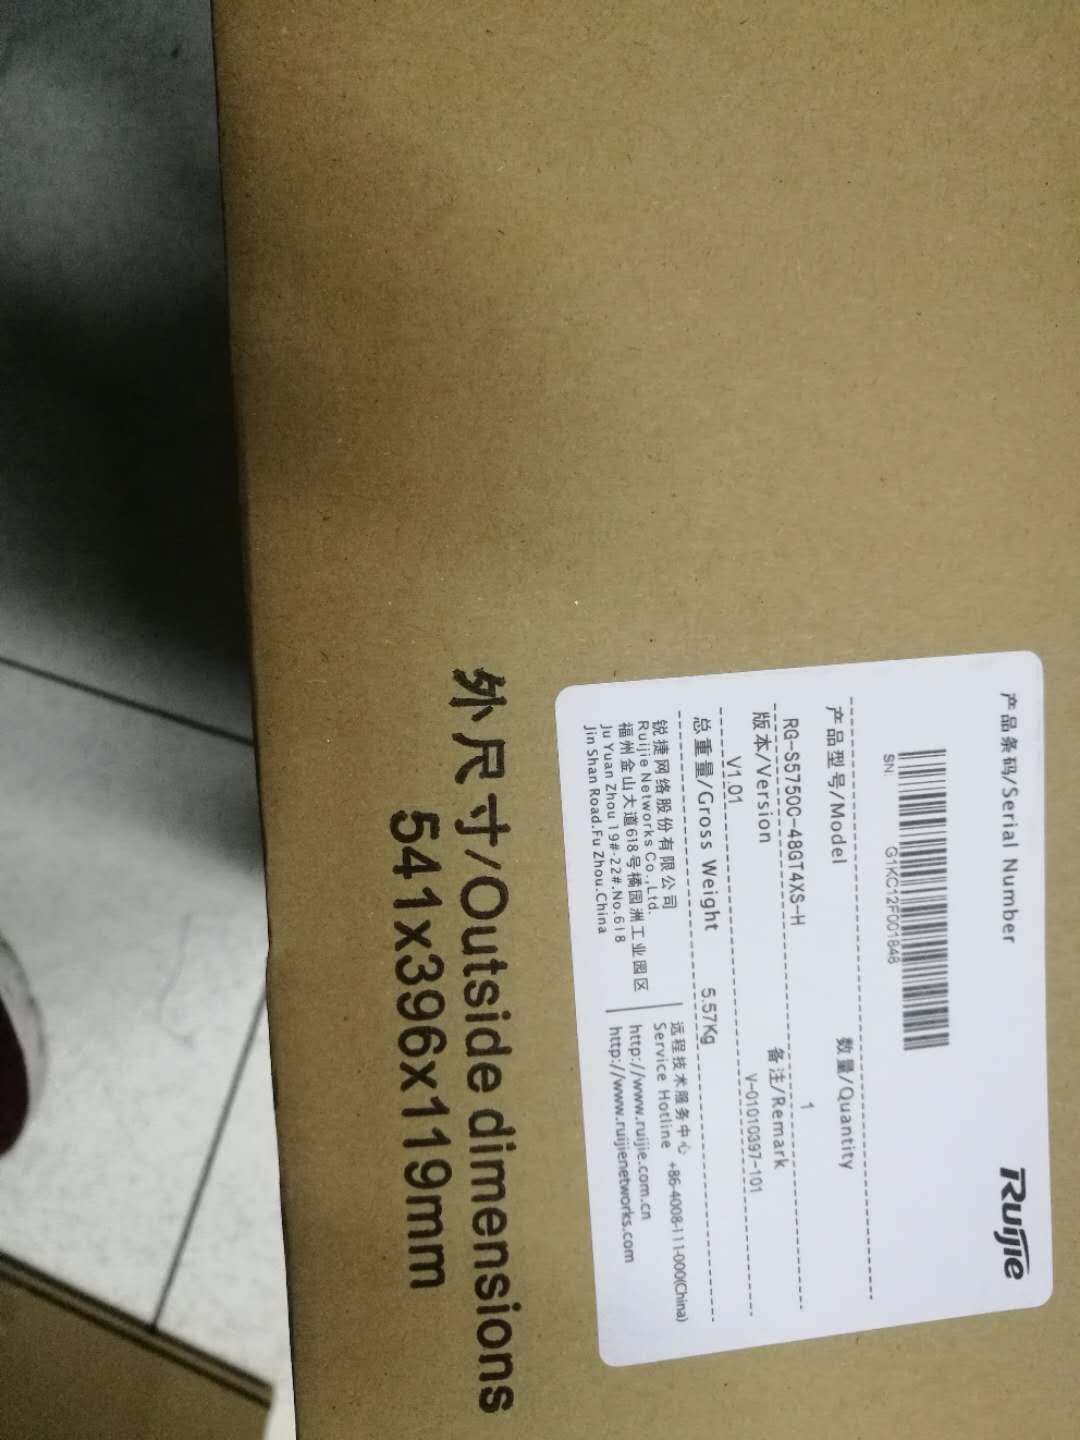 Ruijie
产品条码/Serial Number
SN: G1KC12F001848
产品型号/Model 数量/Quantity
RG-S5750C-48GT4XS-H 1
版本/Version 备注/Remark
V1.01 V-01010397-101
总重量/Gross Weight 5.57Kg
锐捷网络股份有限公司
Ruijie Networks Co.,Ltd.
福州金山大道618号橘园洲工业园区
Ju Yuan Zhou 19#-22#.No.618
Jin Shan Road.Fu Zhou.China
远程技术服务中心
Service Hotline +86-4008-111-000(China)
http://www.ruijie.com.cn
http://www.ruijienetworks.com
外尺寸/Outside dimensions
541x396x119mm